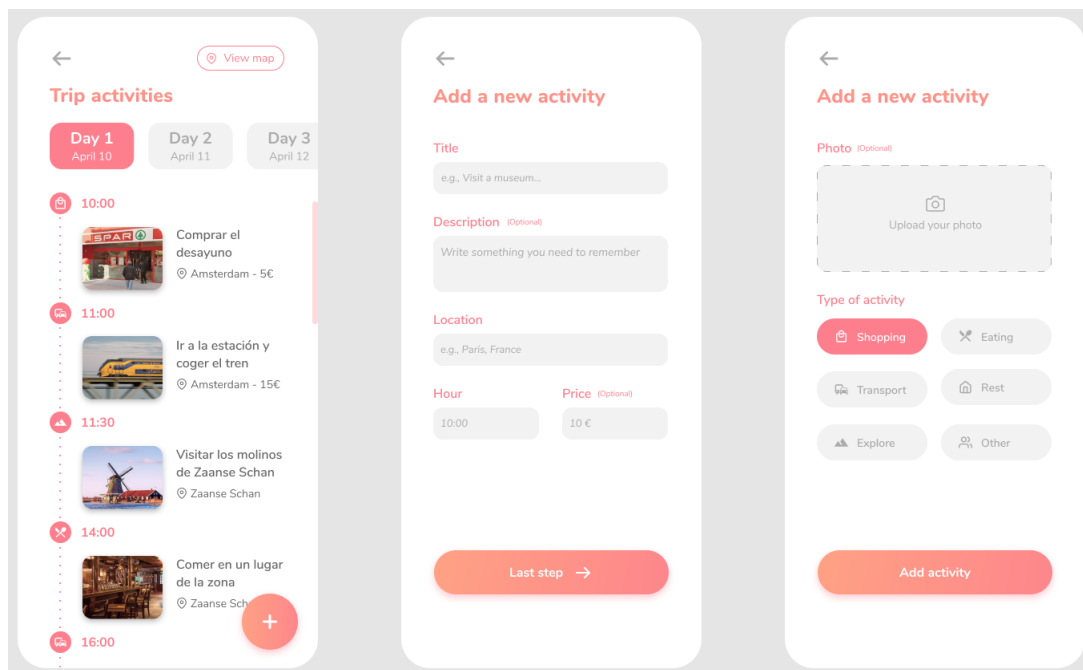 View map
Trip activities
Day 1
April 10
Day 2
April 11
Day 3
April 12
10:00
SPAR
Comprar el
desayuno
Amsterdam - 5€
11:00
Ir a la estación y
coger el tren
Amsterdam - 15€
11:30
Visitar los molinos
de Zaanse Schan
Zaanse Schan
14:00
Comer en un lugar
de la zona
Zaanse Sch
+
16:00
Add a new activity
Title
e.g., Visit a museum...
Description (Optional)
Write something you need to remember
Location
e.g., Paris, France
Hour
Price (Optional)
10:00
10 €
Last step →
Add a new activity
Photo (Optional)
Upload your photo
Type of activity
Shopping
Eating
Transport
Rest
Explore
Other
Add activity